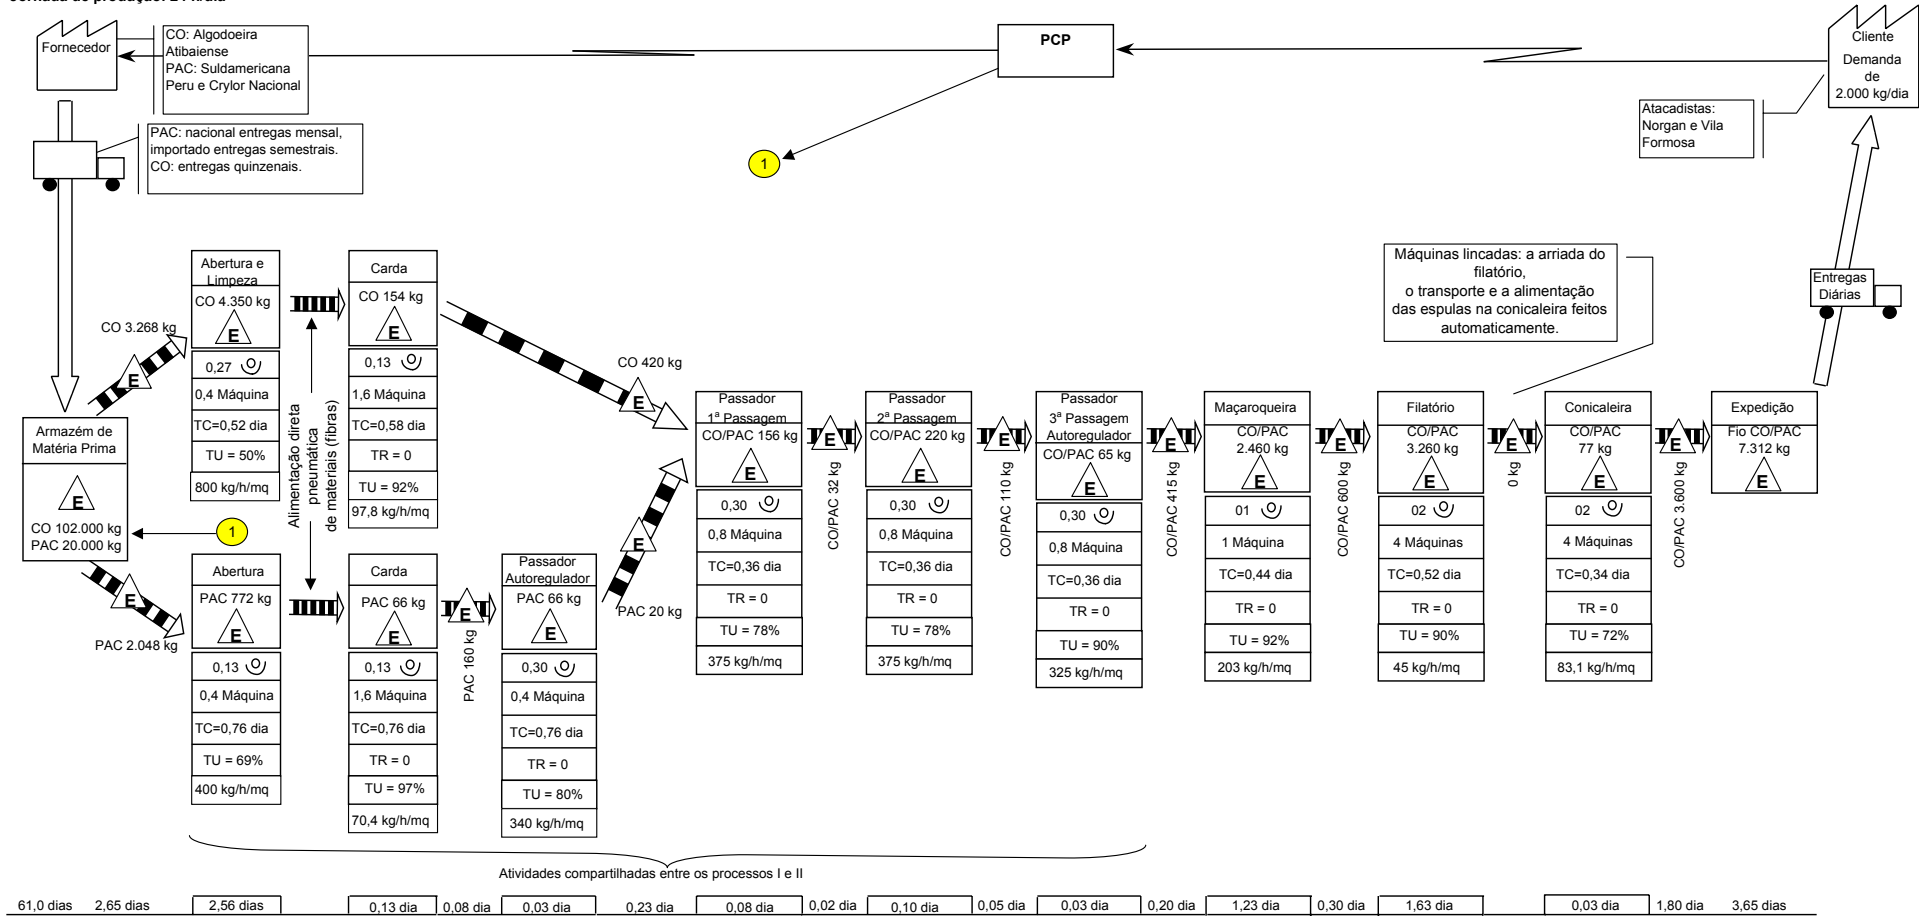 Fornecedor
CO: Algodoeira
Atibaiense
PAC: Suldamericana
Peru e Crylor Nacional
PCP
Cliente
Demanda
de
2.000 kg/dia
PAC: nacional entregas mensal,
importado entregas semestrais.
CO: entregas quinzenais.
1
Atacadistas:
Norgan e Vila
Formosa
Máquinas lincadas: a arriada do
filatório,
o transporte e a alimentação
das espulas na conicaleira feitos
automaticamente.
Entregas
Diárias
Armazém de
Matéria Prima
E
CO 102.000 kg
PAC 20.000 kg
1
CO 3.268 kg
E
PAC 2.048 kg
E
Abertura e
Limpeza
CO 4.350 kg
E
0,27
0,4 Máquina
TC=0,52 dia
TU = 50%
800 kg/h/mq
Alimentação direta
pneumática
de materiais (fibras)
Carda
CO 154 kg
E
0,13
1,6 Máquina
TC=0,58 dia
TR = 0
TU = 92%
97,8 kg/h/mq
CO 420 kg
E
Abertura
PAC 772 kg
E
0,13
0,4 Máquina
TC=0,76 dia
TU = 69%
400 kg/h/mq
Carda
PAC 66 kg
E
0,13
1,6 Máquina
TC=0,76 dia
TR = 0
TU = 97%
70,4 kg/h/mq
E
PAC 160 kg
Passador
Autoregulador
PAC 66 kg
E
0,30
0,4 Máquina
TC=0,76 dia
TR = 0
TU = 80%
340 kg/h/mq
E
PAC 20 kg
Passador
1ª Passagem
CO/PAC 156 kg
E
0,30
0,8 Máquina
TC=0,36 dia
TR = 0
TU = 78%
375 kg/h/mq
E
CO/PAC 32 kg
Passador
2ª Passagem
CO/PAC 220 kg
E
0,30
0,8 Máquina
TC=0,36 dia
TR = 0
TU = 78%
375 kg/h/mq
E
CO/PAC 110 kg
Passador
3ª Passagem
Autoregulador
CO/PAC 65 kg
E
0,30
0,8 Máquina
TC=0,36 dia
TR = 0
TU = 90%
325 kg/h/mq
E
CO/PAC 415 kg
Maçaroqueira
CO/PAC
2.460 kg
E
01
1 Máquina
TC=0,44 dia
TR = 0
TU = 92%
203 kg/h/mq
E
CO/PAC 600 kg
Filatório
CO/PAC
3.260 kg
E
02
4 Máquinas
TC=0,52 dia
TR = 0
TU = 90%
45 kg/h/mq
E
0 kg
Conicaleira
CO/PAC
77 kg
E
02
4 Máquinas
TC=0,34 dia
TR = 0
TU = 72%
83,1 kg/h/mq
E
CO/PAC 3.600 kg
Expedição
Fio CO/PAC
7.312 kg
E
Atividades compartilhadas entre os processos I e II
61,0 dias 2,65 dias 2,56 dias 0,13 dia 0,08 dia 0,03 dia 0,23 dia 0,08 dia 0,02 dia 0,10 dia 0,05 dia 0,03 dia 0,20 dia 1,23 dia 0,30 dia 1,63 dia 0,03 dia 1,80 dia 3,65 dias